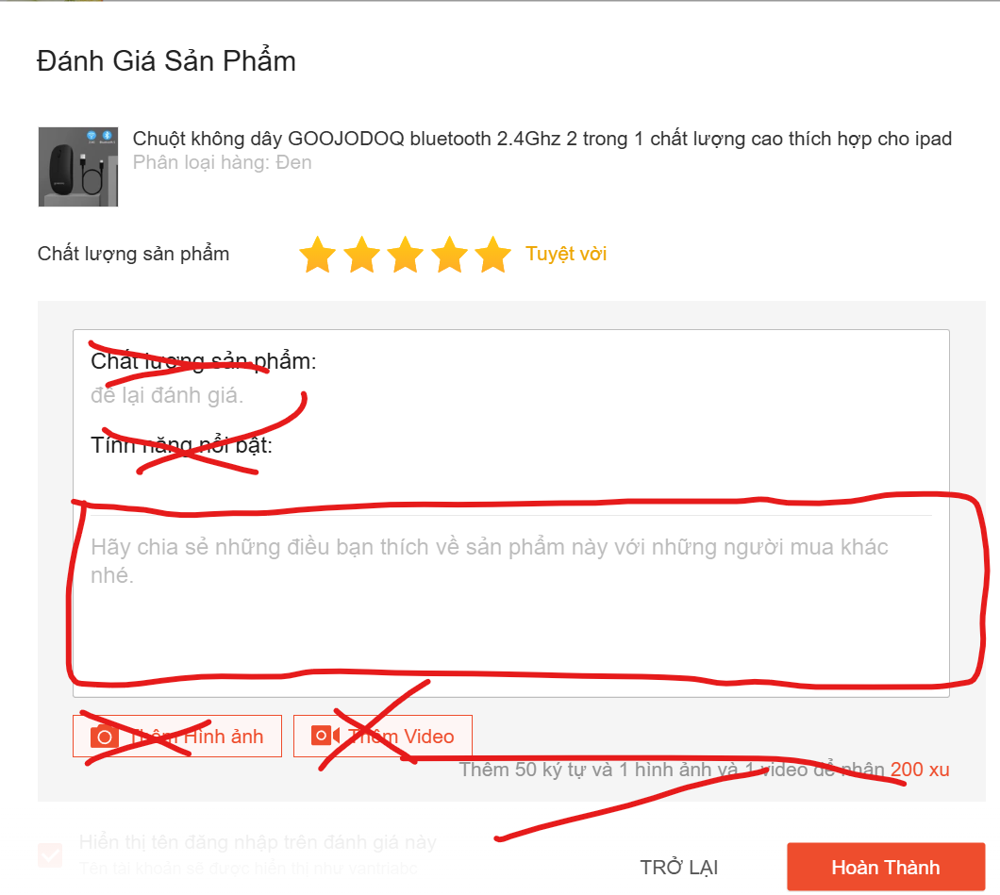 Đánh Giá Sản Phẩm
Chuột không dây GOOJODOQ bluetooth 2.4Ghz 2 trong 1 chất lượng cao thích hợp cho ipad
Phân loại hàng: Đen
Chất lượng sản phẩm
Tuyệt vời
Chất lượng sản phẩm:
để lại đánh giá.
Tính năng nổi bật:
Hãy chia sẻ những điều bạn thích về sản phẩm này với những người mua khác
nhé.
Thêm Hình ảnh
Thêm Video
Thêm 50 ký tự và 1 hình ảnh và 1 video để nhận 200 xu
Hiển thị tên đăng nhập trên đánh giá này
Tên tài khoản sẽ được hiển thị như
TRỞ LẠI
Hoàn Thành